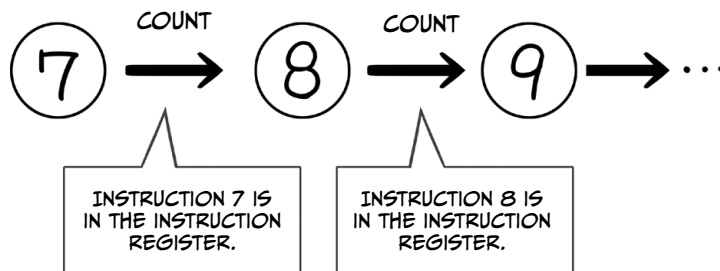 COUNT
COUNT
7
8
9
...
INSTRUCTION 7 IS
IN THE INSTRUCTION
REGISTER.
INSTRUCTION 8 IS
IN THE INSTRUCTION
REGISTER.